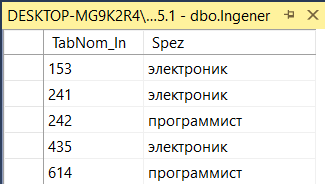 DESKTOP-MG9K2R4\...5.1 - dbo.Ingener
TabNom_In Spez
153 электроник
241 электроник
242 программист
435 электроник
614 программист